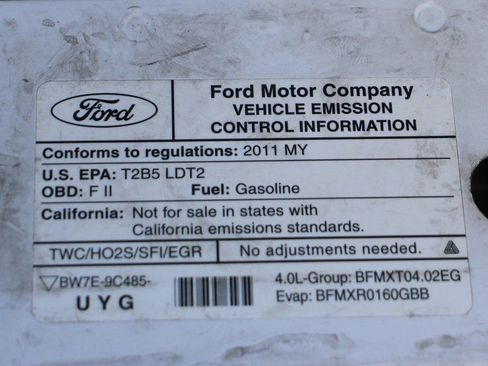 Ford
Ford Motor Company
VEHICLE EMISSION
CONTROL INFORMATION
Conforms to regulations: 2011 MY
U.S. EPA: T2B5 LDT2
OBD: F II Fuel: Gasoline
California: Not for sale in states with
California emissions standards.
TWC/HO2S/SFI/EGR No adjustments needed.
BW7E-9C485-
UYG
4.0L-Group: BFMXT04.02EG
Evap: BFMXR0160GBB